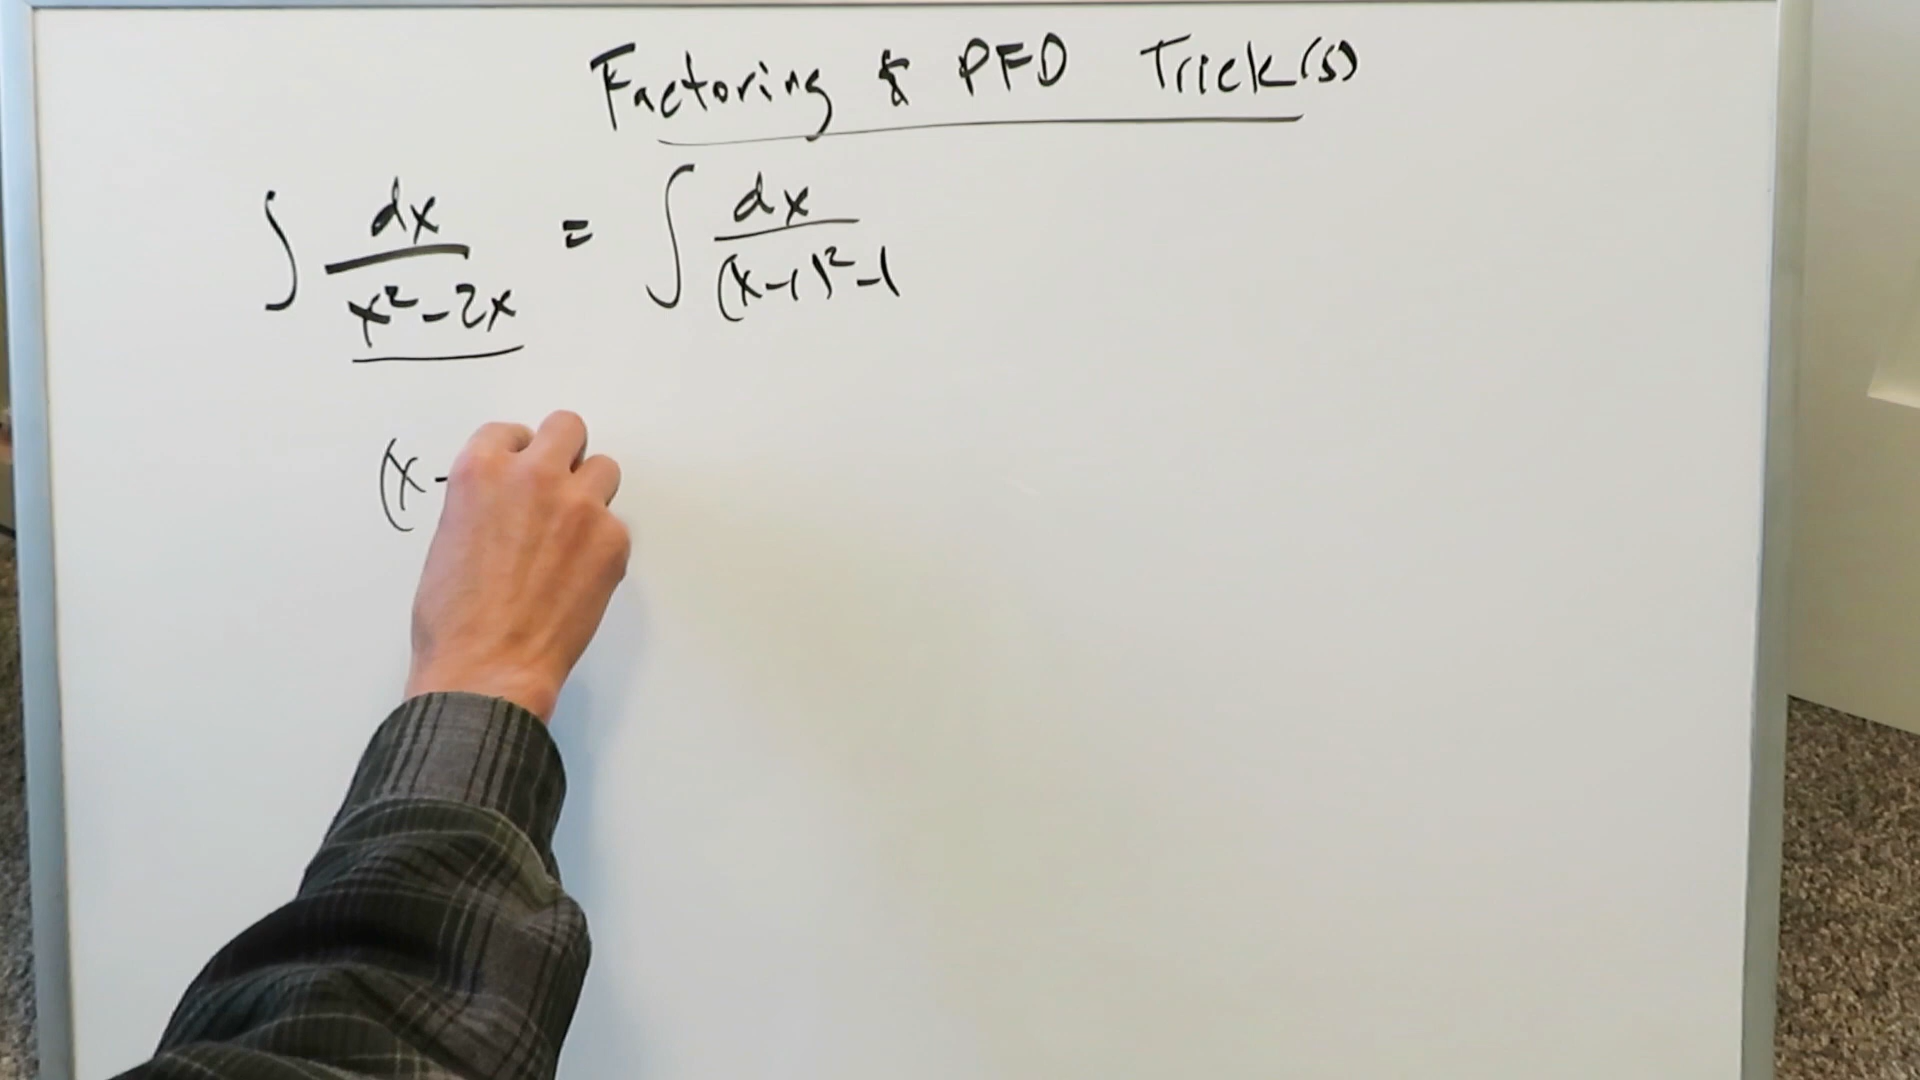 Factoring & PFD Trick(s)
∫ dx / (x² - 2x) = ∫ dx / ((x-1)² - 1)
(x -